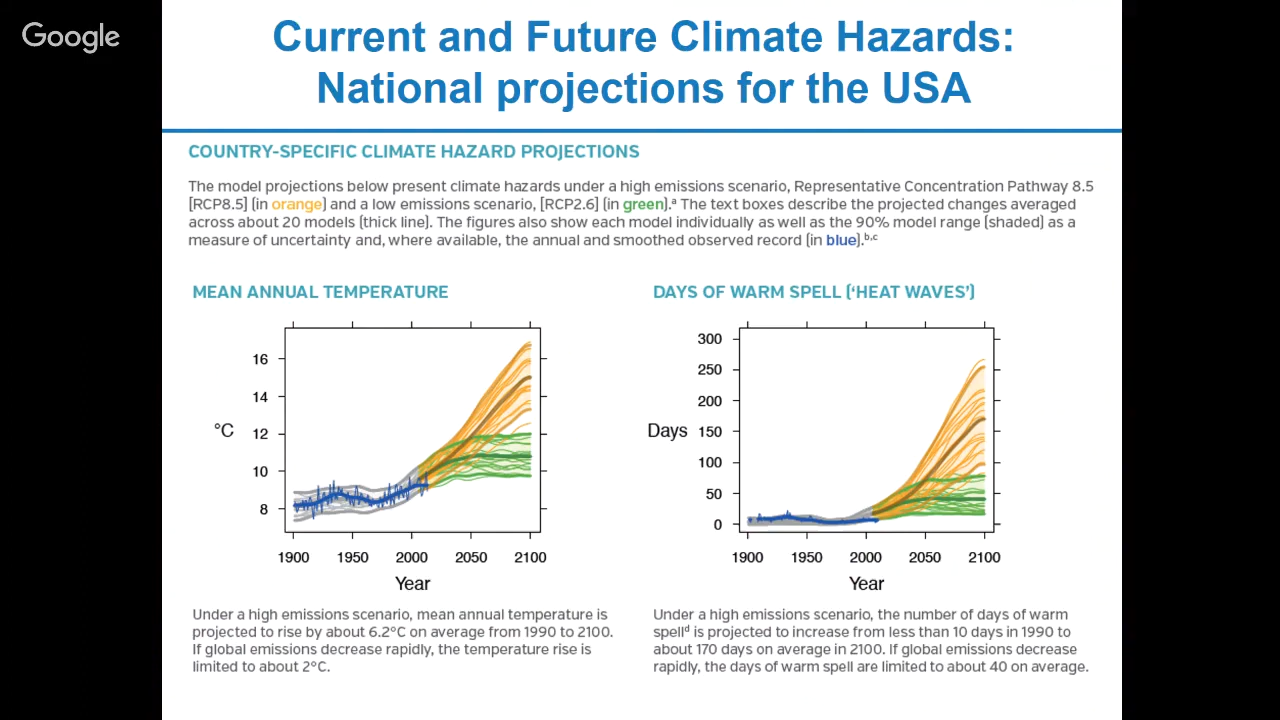 Google
Current and Future Climate Hazards:
National projections for the USA
COUNTRY-SPECIFIC CLIMATE HAZARD PROJECTIONS
The model projections below present climate hazards under a high emissions scenario, Representative Concentration Pathway 8.5
[RCP8.5] (in orange) and a low emissions scenario, [RCP2.6] (in green).ᵃ The text boxes describe the projected changes averaged
across about 20 models (thick line). The figures also show each model individually as well as the 90% model range (shaded) as a
measure of uncertainty and, where available, the annual and smoothed observed record (in blue).ᵇ,ᶜ
MEAN ANNUAL TEMPERATURE
16
14
°C
12
10
8
1900 1950 2000 2050 2100
Year
Under a high emissions scenario, mean annual temperature is
projected to rise by about 6.2°C on average from 1990 to 2100.
If global emissions decrease rapidly, the temperature rise is
limited to about 2°C.
DAYS OF WARM SPELL (‘HEAT WAVES’)
300
250
200
Days 150
100
50
0
1900 1950 2000 2050 2100
Year
Under a high emissions scenario, the number of days of warm
spellᵈ is projected to increase from less than 10 days in 1990 to
about 170 days on average in 2100. If global emissions decrease
rapidly, the days of warm spell are limited to about 40 on average.